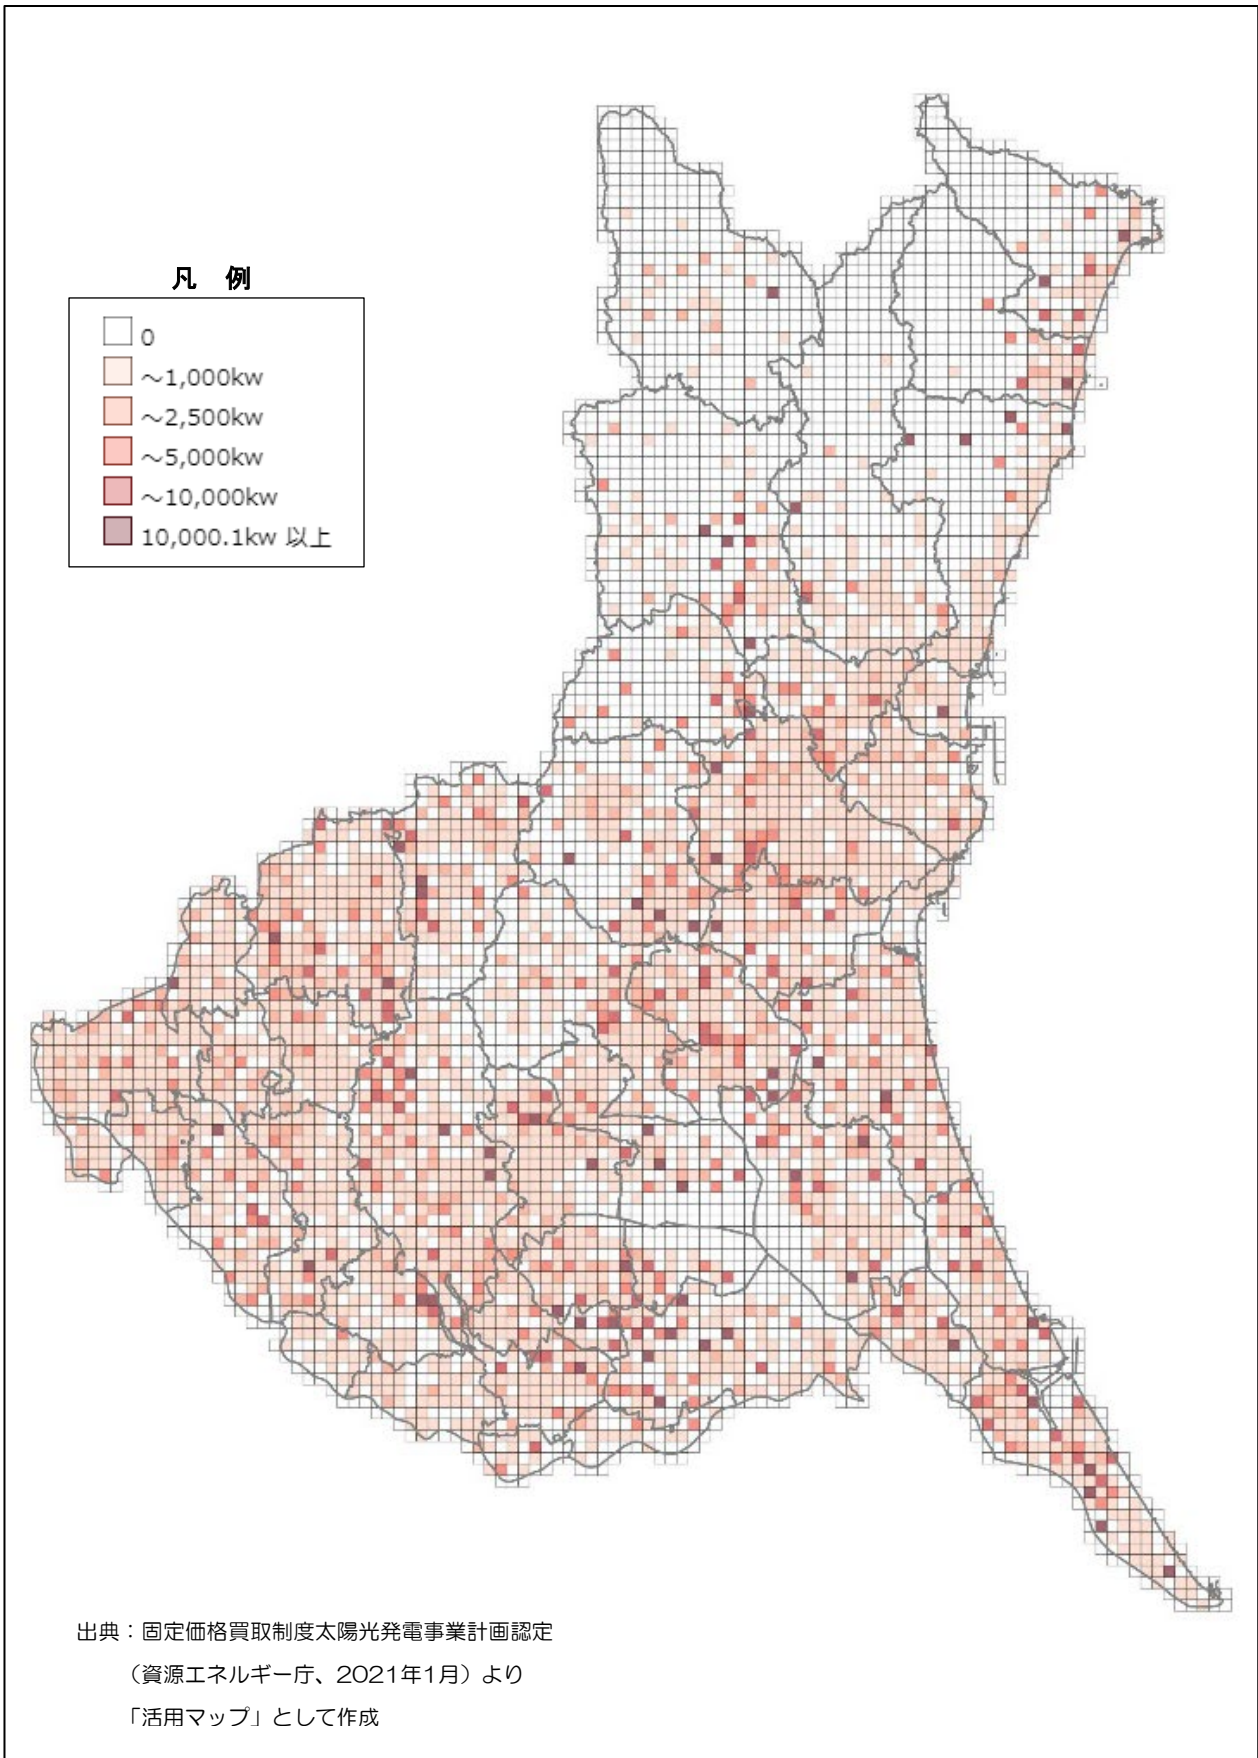 凡 例
0
～1,000kw
～2,500kw
～5,000kw
～10,000kw
10,000.1kw 以上
出典：固定価格買取制度太陽光発電事業計画認定
（資源エネルギー庁、2021年1月）より
「活用マップ」として作成